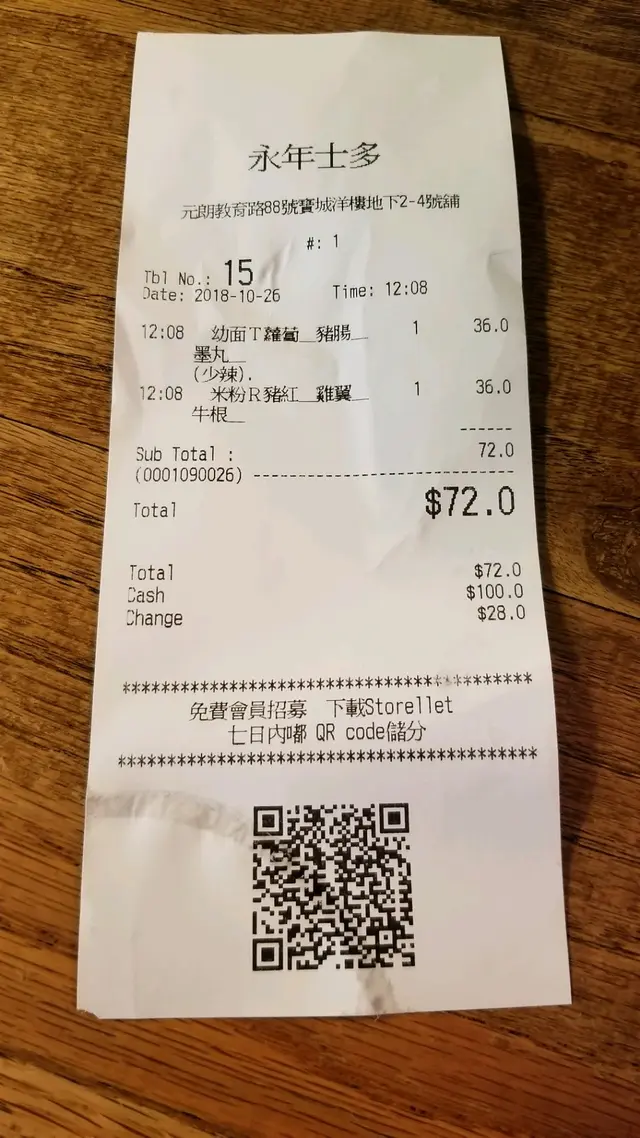 永年士多
元朗教育路88號寶城洋樓地下2-4號舖
#: 1
Tbl No.: 15
Date: 2018-10-26 Time: 12:08
12:08 幼面T蘿蔔__豬腸__ 1 36.0
墨丸__
(少辣).
12:08 米粉R豬紅__雞翼__ 1 36.0
牛根__
------
Sub Total : 72.0
(0001090026) ------------------------------
Total $72.0
Total $72.0
Cash $100.0
Change $28.0
******************************************
免費會員招募 下載Storellet
七日內嘟 QR code儲分
******************************************